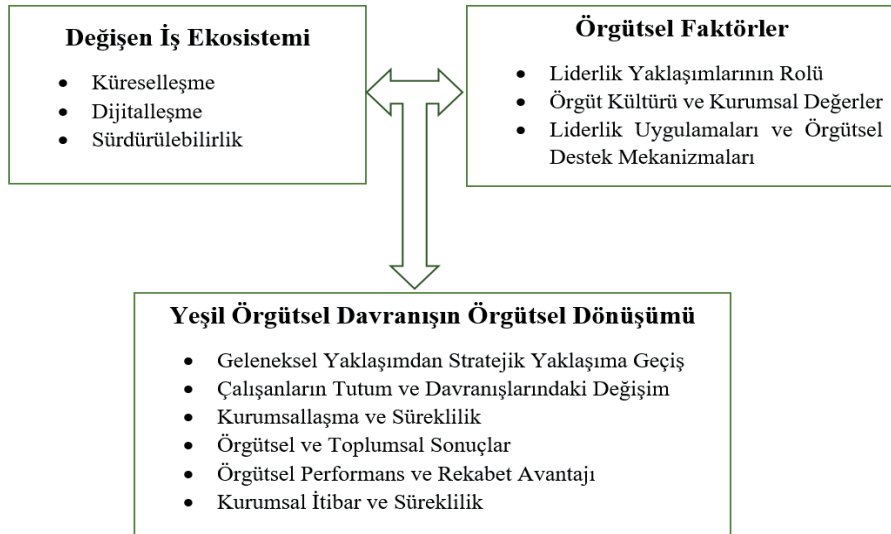 Değişen İş Ekosistemi
• Küreselleşme
• Dijitalleşme
• Sürdürülebilirlik
Örgütsel Faktörler
• Liderlik Yaklaşımlarının Rolü
• Örgüt Kültürü ve Kurumsal Değerler
• Liderlik Uygulamaları ve Örgütsel
Destek Mekanizmaları
Yeşil Örgütsel Davranışın Örgütsel Dönüşümü
• Geleneksel Yaklaşımdan Stratejik Yaklaşıma Geçiş
• Çalışanların Tutum ve Davranışlarındaki Değişim
• Kurumsallaşma ve Süreklilik
• Örgütsel ve Toplumsal Sonuçlar
• Örgütsel Performans ve Rekabet Avantajı
• Kurumsal İtibar ve Süreklilik